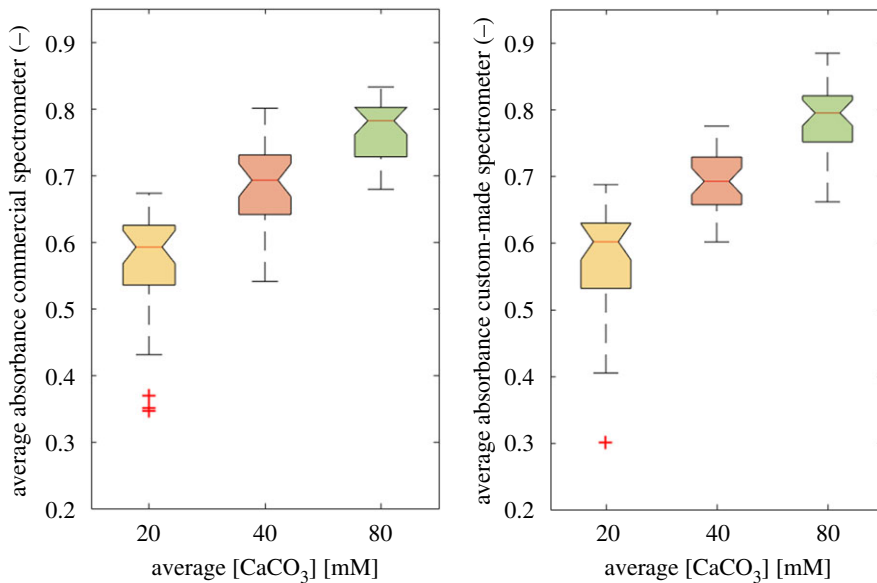 average absorbance commercial spectrometer (–)
0.9
0.8
0.7
0.6
0.5
0.4
0.3
0.2
20 40 80
average [CaCO3] [mM]
average absorbance custom-made spectrometer (–)
0.9
0.8
0.7
0.6
0.5
0.4
0.3
0.2
20 40 80
average [CaCO3] [mM]